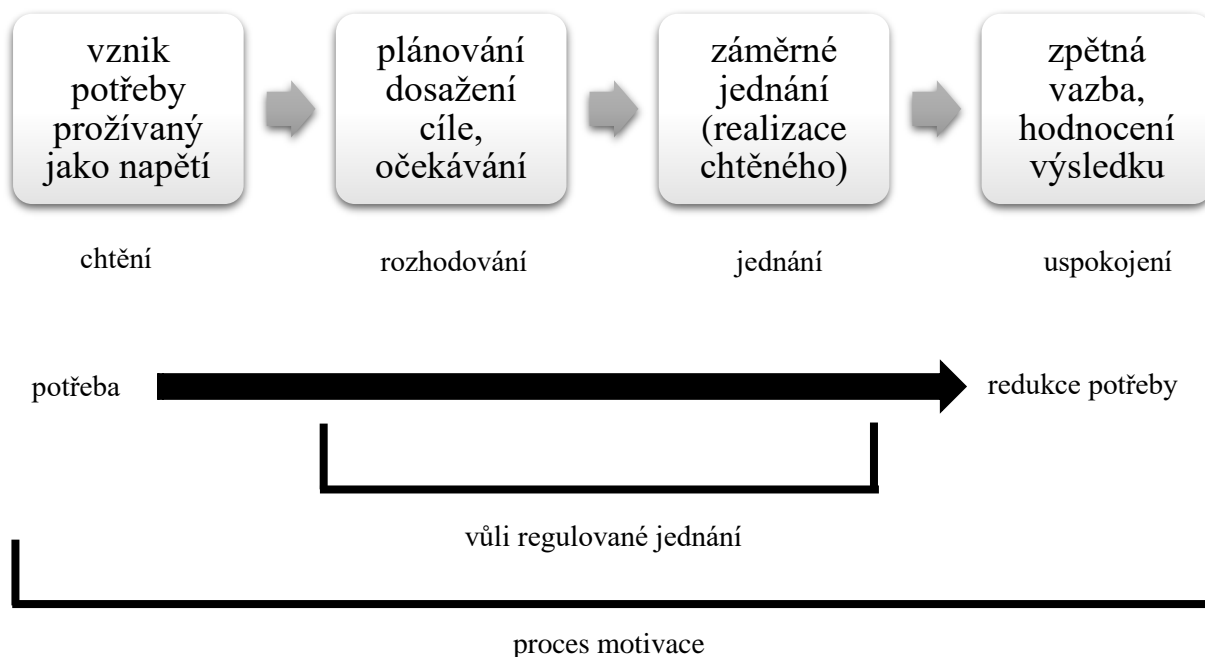 vznik
potřeby
prožívaný
jako napětí
plánování
dosažení
cíle,
očekávání
záměrné
jednání
(realizace
chtěného)
zpětná
vazba,
hodnocení
výsledku
chtění
rozhodování
jednání
uspokojení
potřeba
redukce potřeby
vůli regulované jednání
proces motivace